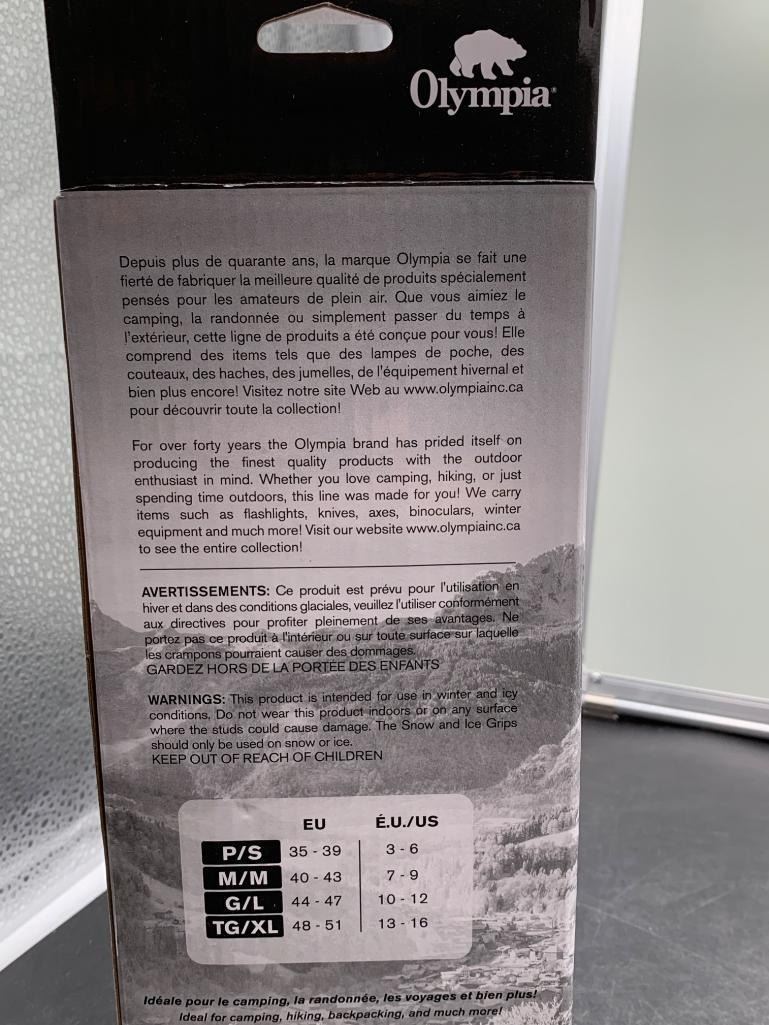 Olympia
Depuis plus de quarante ans, la marque Olympia se fait une
fierté de fabriquer la meilleure qualité de produits spécialement
pensés pour les amateurs de plein air. Que vous aimiez le
camping, la randonnée ou simplement passer du temps à
l'extérieur, cette ligne de produits a été conçue pour vous! Elle
comprend des items tels que des lampes de poche, des
couteaux, des haches, des jumelles, de l'équipement hivernal et
bien plus encore! Visitez notre site Web au www.olympiainc.ca
pour découvrir toute la collection!
For over forty years the Olympia brand has prided itself on
producing the finest quality products with the outdoor
enthusiast in mind. Whether you love camping, hiking, or just
spending time outdoors, this line was made for you! We carry
items such as flashlights, knives, axes, binoculars, winter
equipment and much more! Visit our website www.olympiainc.ca
to see the entire collection!
AVERTISSEMENTS: Ce produit est prévu pour l'utilisation en
hiver et dans des conditions glaciales, veuillez l'utiliser conformément
aux directives pour profiter pleinement de ses avantages. Ne
portez pas ce produit à l'intérieur ou sur toute surface sur laquelle
les crampons pourraient causer des dommages.
GARDEZ HORS DE LA PORTÉE DES ENFANTS
WARNINGS: This product is intended for use in winter and icy
conditions. Do not wear this product indoors or on any surface
where the studs could cause damage. The Snow and Ice Grips
should only be used on snow or ice.
KEEP OUT OF REACH OF CHILDREN
EU É.U./US
P/S 35 - 39 3 - 6
M/M 40 - 43 7 - 9
G/L 44 - 47 10 - 12
TG/XL 48 - 51 13 - 16
Idéale pour le camping, la randonnée, les voyages et bien plus!
Ideal for camping, hiking, backpacking, and much more!